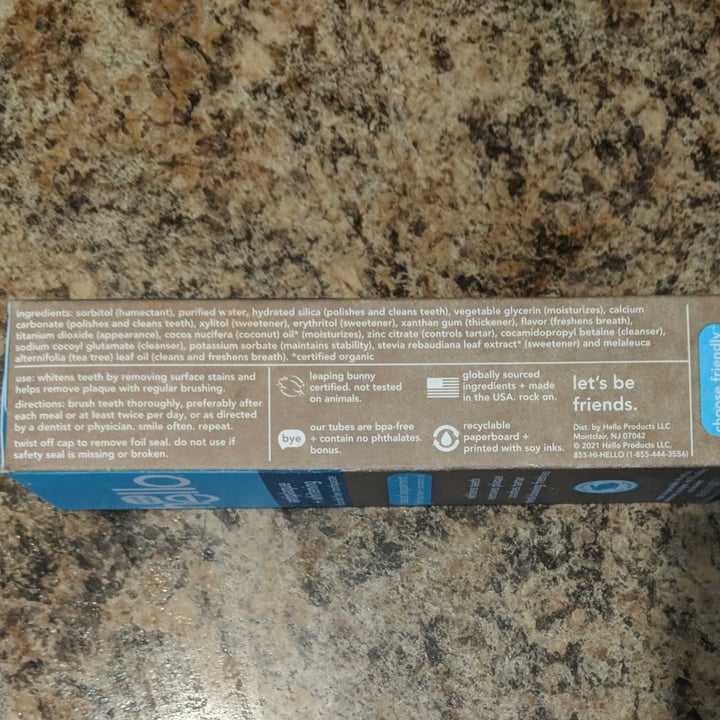 ingredients: sorbitol (humectant), purified water, hydrated silica (polishes and cleans teeth), vegetable glycerin (moisturizes), calcium
carbonate (polishes and cleans teeth), xylitol (sweetener), erythritol (sweetener), xanthan gum (thickener), flavor (freshens breath),
titanium dioxide (appearance), cocos nucifera (coconut) oil* (moisturizes), zinc citrate (controls tartar), cocamidopropyl betaine (cleanser),
sodium cocoyl glutamate (cleanser), potassium sorbate (maintains stability), stevia rebaudiana leaf extract* (sweetener) and melaleuca
alternifolia (tea tree) leaf oil (cleans and freshens breath). *certified organic
use: whitens teeth by removing surface stains and
helps remove plaque with regular brushing.
directions: brush teeth thoroughly, preferably after
each meal or at least twice per day, or as directed
by a dentist or physician. smile often. repeat.
twist off cap to remove foil seal. do not use if
safety seal is missing or broken.
leaping bunny
certified. not tested
on animals.
bye
our tubes are bpa-free
+ contain no phthalates.
bonus.
globally sourced
ingredients + made
in the USA. rock on.
recyclable
paperboard +
printed with soy inks.
let's be
friends.
Dist. by Hello Products LLC
Montclair, NJ 07042
© 2021 Hello Products LLC,
855-HI-HELLO (1-855-444-3556)
choose friendly
hello